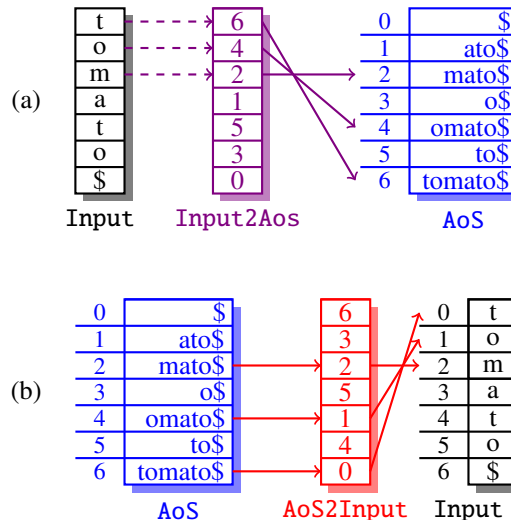 t 6 0 $
o 4 1 ato$
m 2 2 mato$
(a) a 1 3 o$
t 5 4 omato$
o 3 5 to$
$ 0 6 tomato$
Input Input2Aos AoS
0 $ 6 0 t
1 ato$ 3 1 o
2 mato$ 2 2 m
(b) 3 o$ 5 3 a
4 omato$ 1 4 t
5 to$ 4 5 o
6 tomato$ 0 6 $
AoS AoS2Input Input